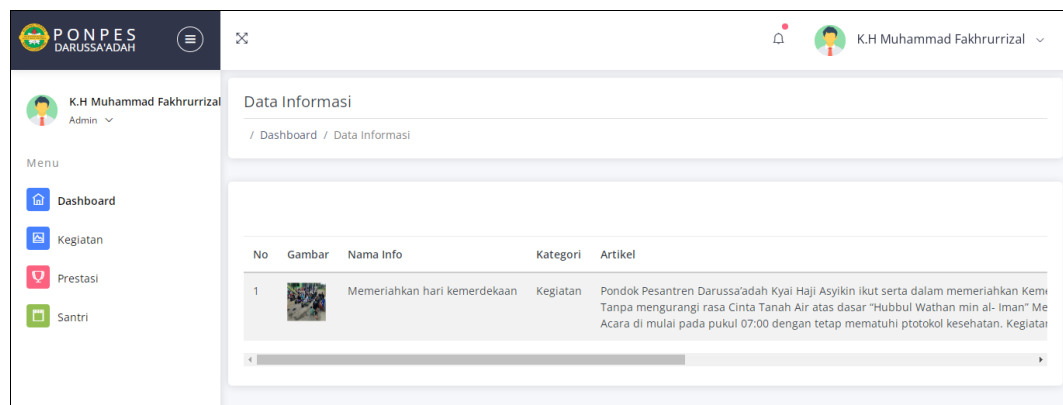 PONPES
DARUSSA'ADAH
K.H Muhammad Fakhrurrizal
K.H Muhammad Fakhrurrizal
Admin
Menu
Dashboard
Kegiatan
Prestasi
Santri
Data Informasi
/ Dashboard / Data Informasi
No Gambar Nama Info Kategori Artikel
1 Memeriahkan hari kemerdekaan Kegiatan Pondok Pesantren Darussa'adah Kyai Haji Asyikin ikut serta dalam memeriahkan Keme
Tanpa mengurangi rasa Cinta Tanah Air atas dasar “Hubbul Wathan min al- Iman” Me
Acara di mulai pada pukul 07:00 dengan tetap mematuhi ptotokol kesehatan. Kegiatan